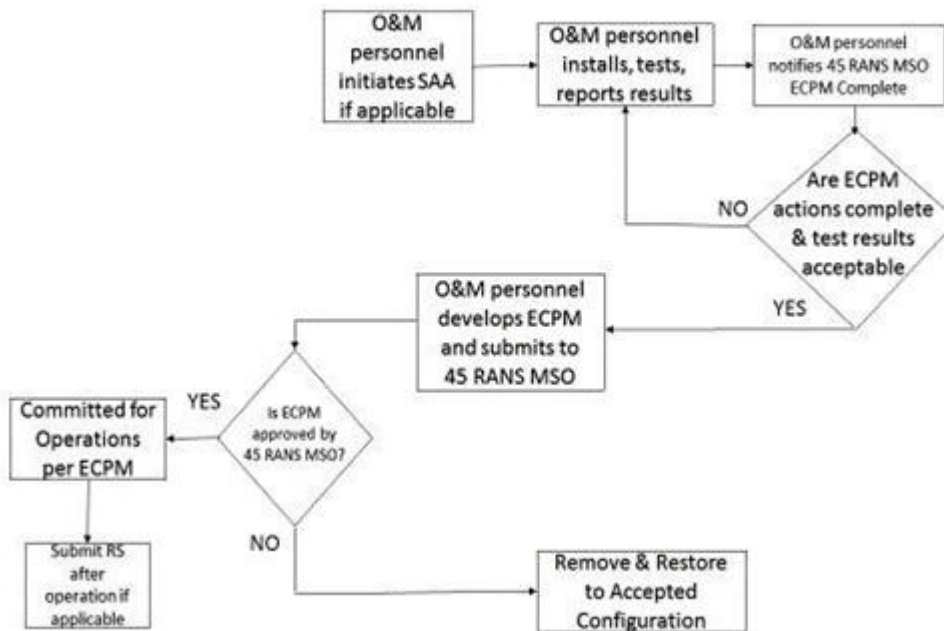 O&M
personnel
initiates SAA
if applicable
O&M personnel
installs, tests,
reports results
O&M personnel
notifies 45 RANS MSO
ECPM Complete
Are ECPM
actions complete
& test results
acceptable
NO
YES
O&M personnel
develops ECPM
and submits to
45 RANS MSO
Is ECPM
approved by
45 RANS MSO?
YES
Committed for
Operations
per ECPM
Submit RS
after
operation if
applicable
NO
Remove & Restore
to Accepted
Configuration